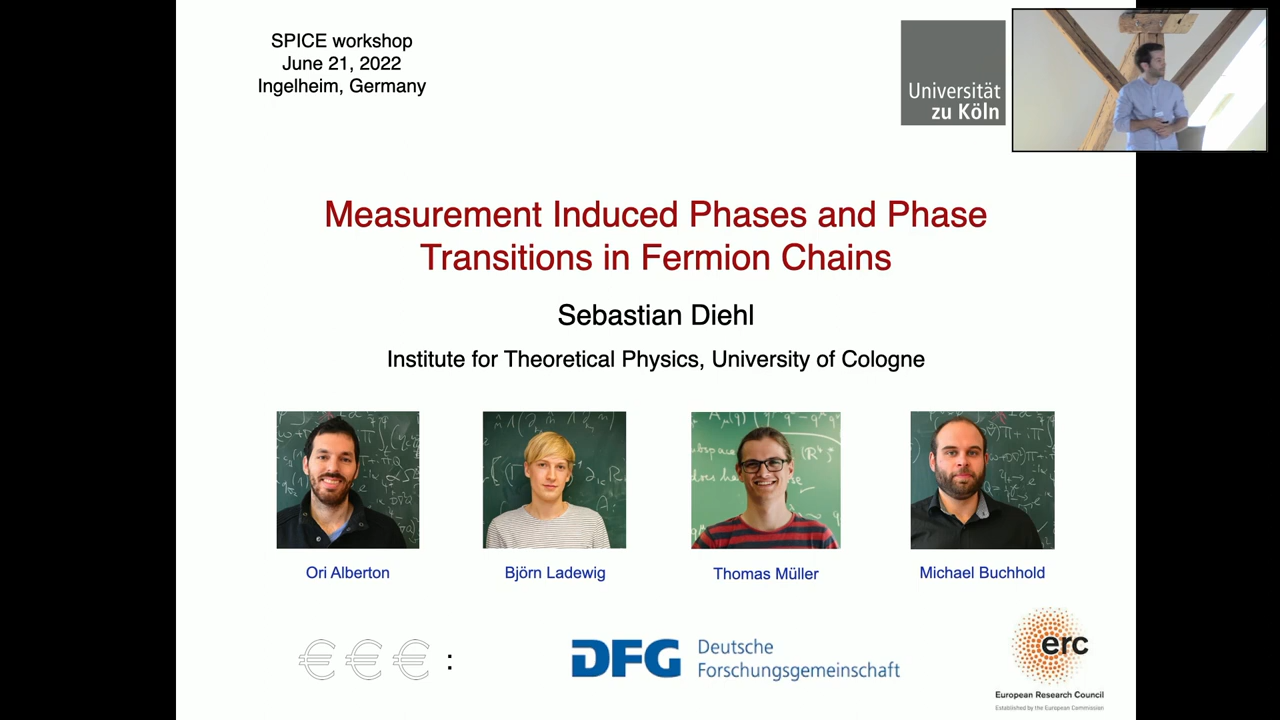 SPICE workshop
June 21, 2022
Ingelheim, Germany
Universität
zu Köln
Measurement Induced Phases and Phase
Transitions in Fermion Chains
Sebastian Diehl
Institute for Theoretical Physics, University of Cologne
Ori Alberton
Björn Ladewig
Thomas Müller
Michael Buchhold
€€€ :
DFG
Deutsche
Forschungsgemeinschaft
erc
European Research Council
Established by the European Commission